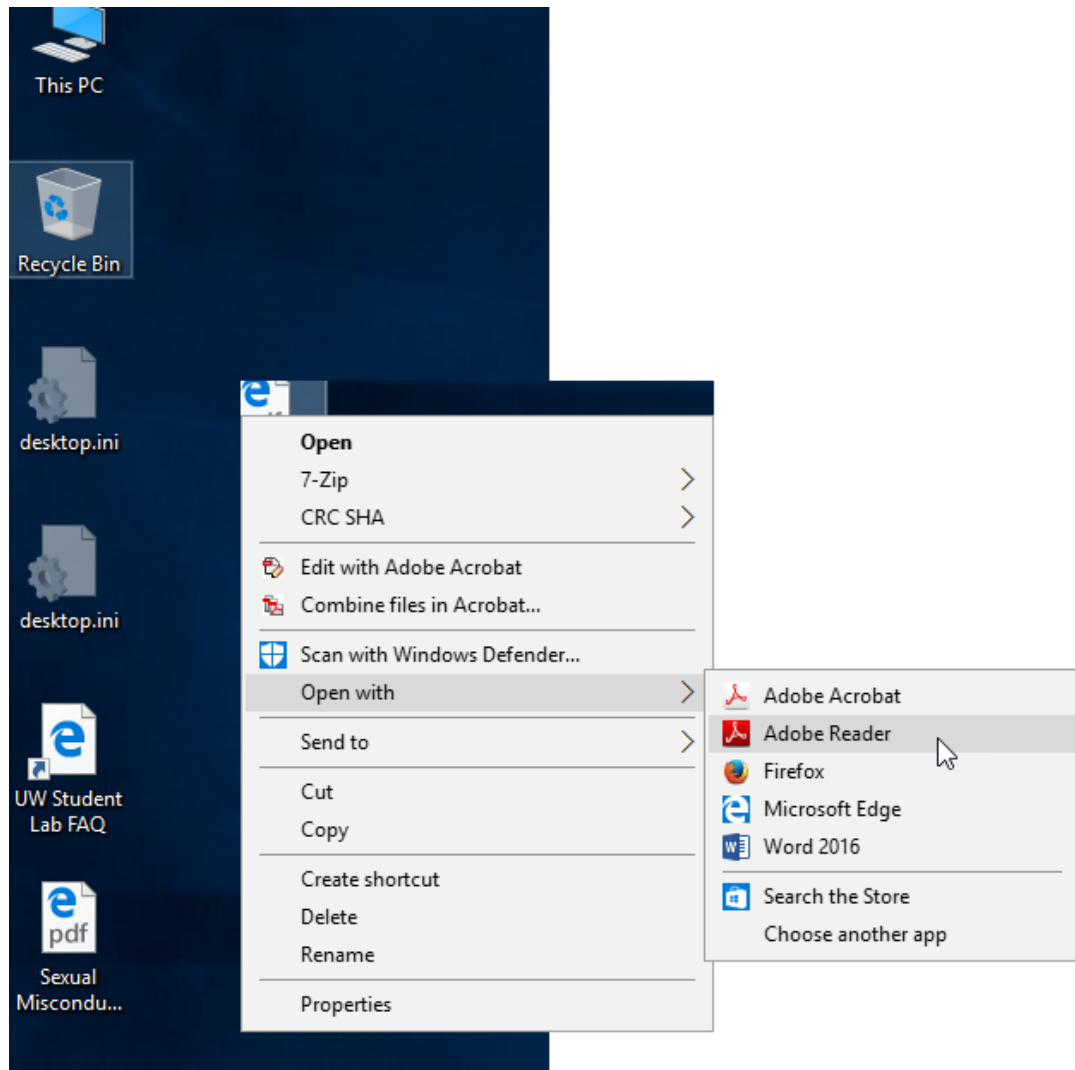 This PC
Recycle Bin
desktop.ini
desktop.ini
UW Student
Lab FAQ
pdf
Sexual
Miscondu...
Open
7-Zip
CRC SHA
Edit with Adobe Acrobat
Combine files in Acrobat...
Scan with Windows Defender...
Open with
Send to
Cut
Copy
Create shortcut
Delete
Rename
Properties
Adobe Acrobat
Adobe Reader
Firefox
Microsoft Edge
Word 2016
Search the Store
Choose another app